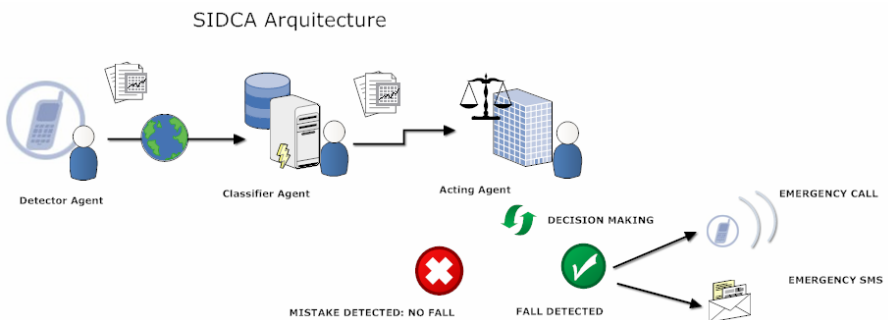 SIDCA Arquitecture
Detector Agent
Classifier Agent
Acting Agent
EMERGENCY CALL
DECISION MAKING
EMERGENCY SMS
MISTAKE DETECTED: NO FALL
FALL DETECTED